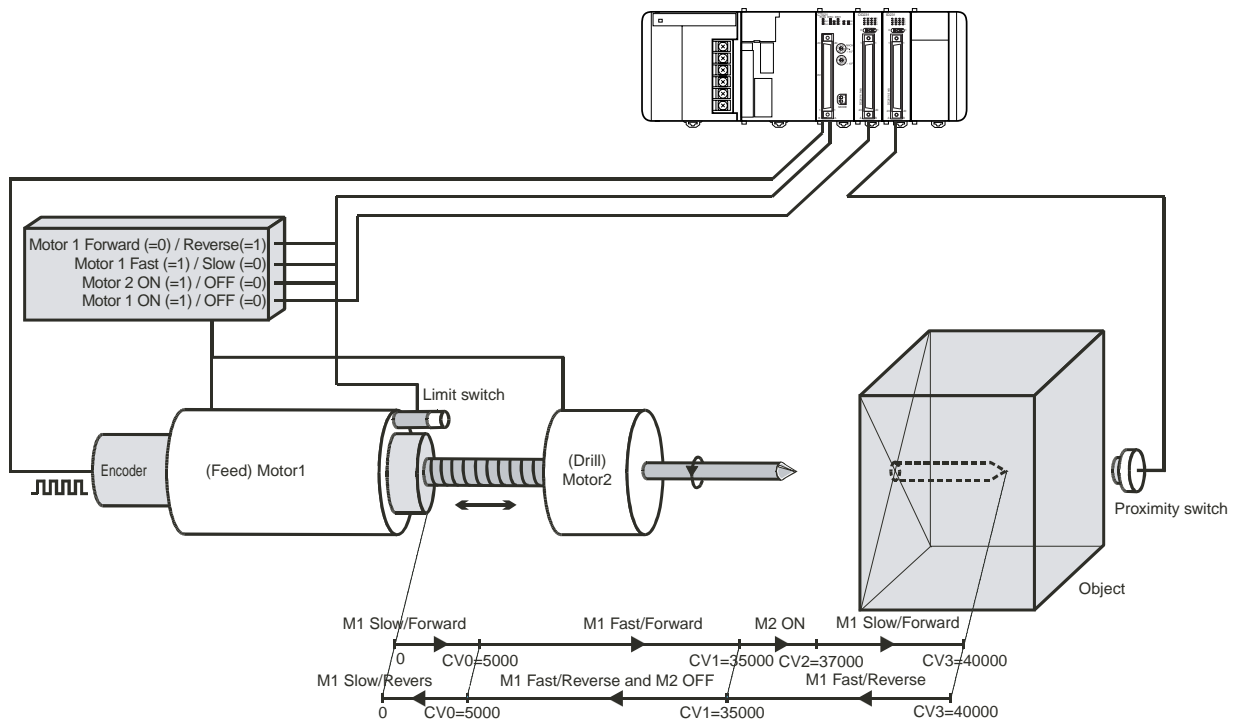 Motor 1 Forward (=0) / Reverse(=1)
Motor 1 Fast (=1) / Slow (=0)
Motor 2 ON (=1) / OFF (=0)
Motor 1 ON (=1) / OFF (=0)
Limit switch
Encoder
(Feed) Motor1
(Drill)
Motor2
Proximity switch
Object
M1 Slow/Forward
M1 Fast/Forward
M2 ON
M1 Slow/Forward
0
CV0=5000
CV1=35000
CV2=37000
CV3=40000
M1 Slow/Revers
M1 Fast/Reverse and M2 OFF
M1 Fast/Reverse
0
CV0=5000
CV1=35000
CV3=40000